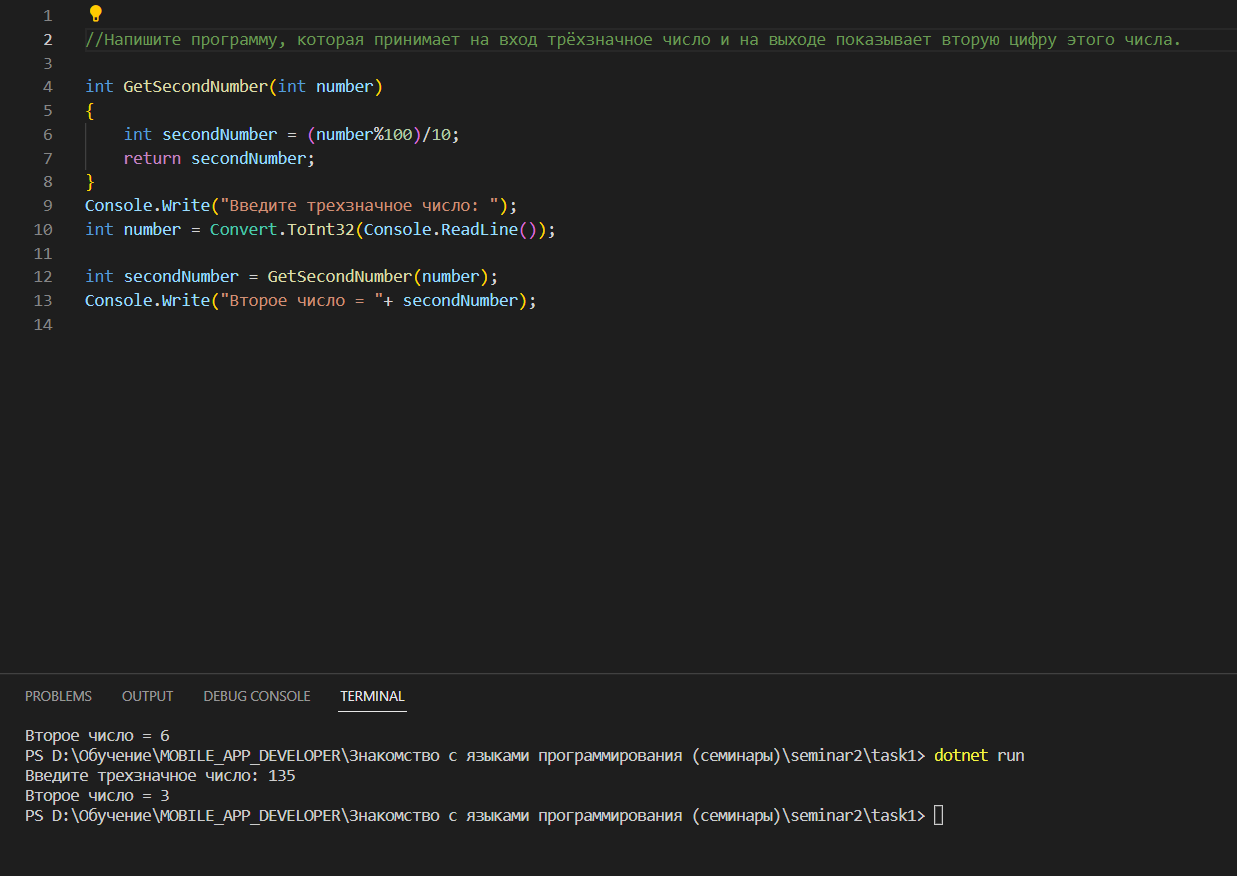 1
2 //Напишите программу, которая принимает на вход трёхзначное число и на выходе показывает вторую цифру этого числа.
3
4 int GetSecondNumber(int number)
5 {
6     int secondNumber = (number%100)/10;
7     return secondNumber;
8 }
9 Console.Write("Введите трехзначное число: ");
10 int number = Convert.ToInt32(Console.ReadLine());
11
12 int secondNumber = GetSecondNumber(number);
13 Console.Write("Второе число = "+ secondNumber);
14
PROBLEMS OUTPUT DEBUG CONSOLE TERMINAL
Второе число = 6
PS D:\Обучение\MOBILE_APP_DEVELOPER\Знакомство с языками программирования (семинары)\seminar2\task1> dotnet run
Введите трехзначное число: 135
Второе число = 3
PS D:\Обучение\MOBILE_APP_DEVELOPER\Знакомство с языками программирования (семинары)\seminar2\task1>